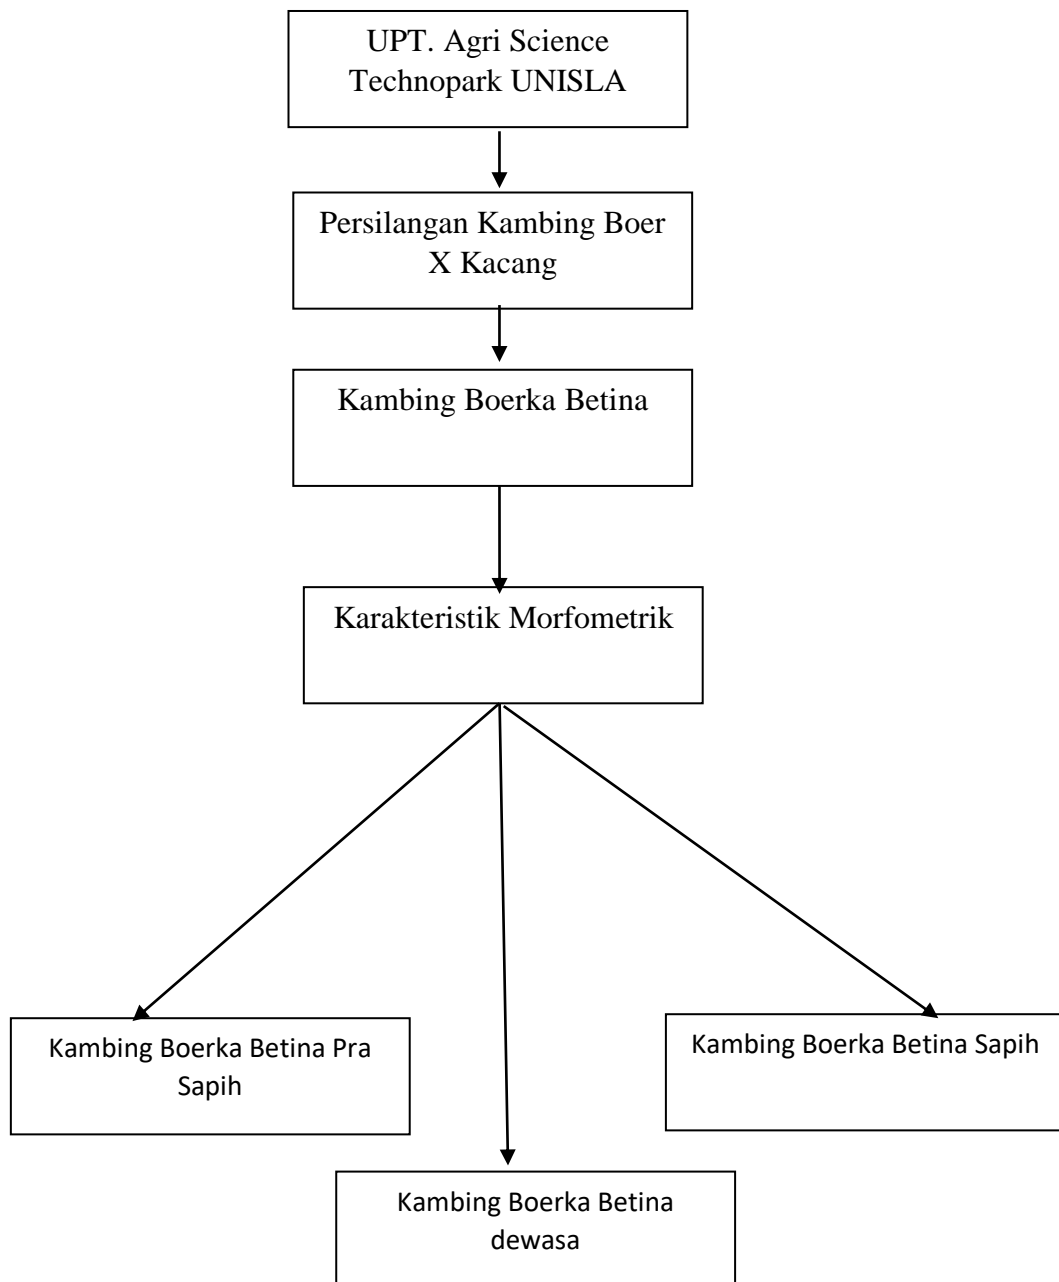 UPT. Agri Science
Technopark UNISLA
Persilangan Kambing Boer
X Kacang
Kambing Boerka Betina
Karakteristik Morfometrik
Kambing Boerka Betina Pra
Sapih
Kambing Boerka Betina Sapih
Kambing Boerka Betina
dewasa